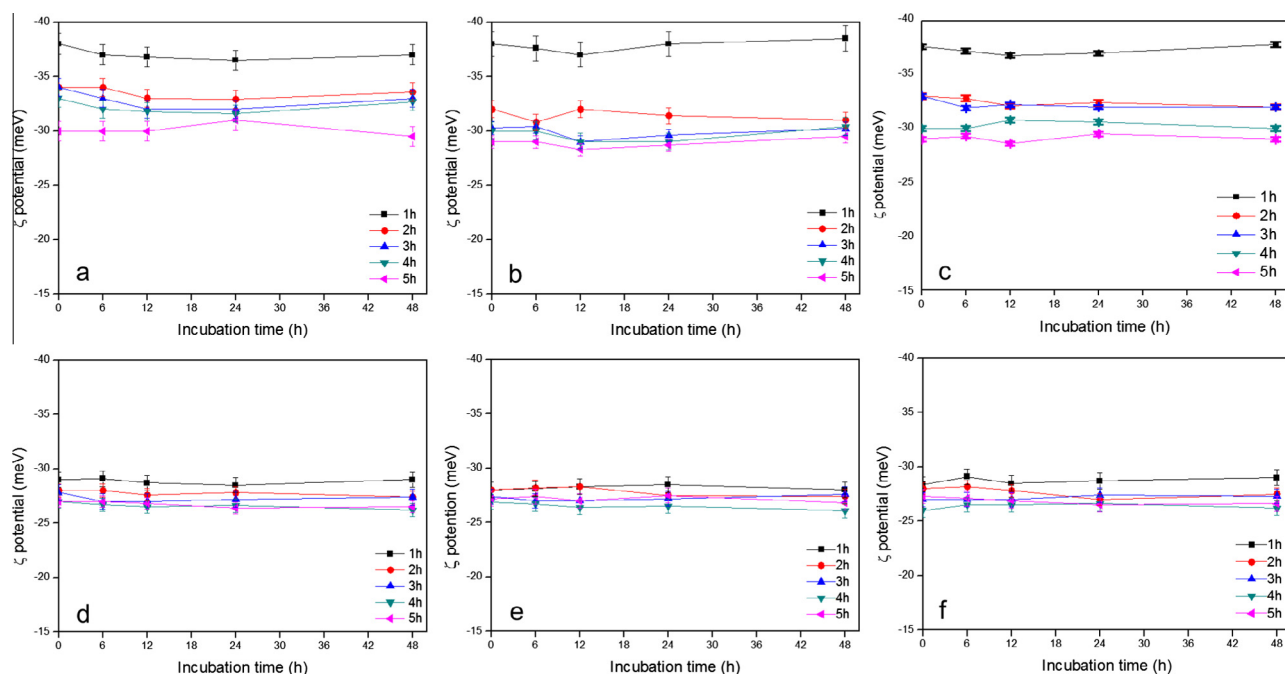 -40
-35
-30
-25
-20
-15
ζ potential (meV)
0 6 12 18 24 30 36 42 48
Incubation time (h)
1h
2h
3h
4h
5h
a
-40
-35
-30
-25
-20
-15
ζ potential (meV)
0 6 12 18 24 30 36 42 48
Incubation time (h)
1h
2h
3h
4h
5h
b
-40
-35
-30
-25
-20
-15
ζ potential (meV)
0 6 12 18 24 30 36 42 48
Incubation time (h)
1h
2h
3h
4h
5h
c
-40
-35
-30
-25
-20
-15
ζ potential (meV)
0 6 12 18 24 30 36 42 48
Incubation time (h)
1h
2h
3h
4h
5h
d
-40
-35
-30
-25
-20
-15
ζ potention (meV)
0 6 12 18 24 30 36 42 48
Incubation time (h)
1h
2h
3h
4h
5h
e
-40
35
-30
-25
-20
-15
ζ potential (meV)
0 6 12 18 24 30 36 42 48
Incubation time (h)
1h
2h
3h
4h
5h
f